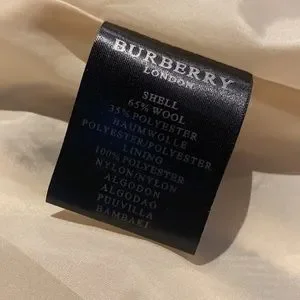 BURBERRY
LONDON
SHELL
65% WOOL
35% POLYESTER
BAUMWOLLE
POLYESTER/POLYESTER
LINING
100% POLYESTER
NYLON/NYLON
ALGODON
ALGODAO
PUUVILLA
BAMBAKI